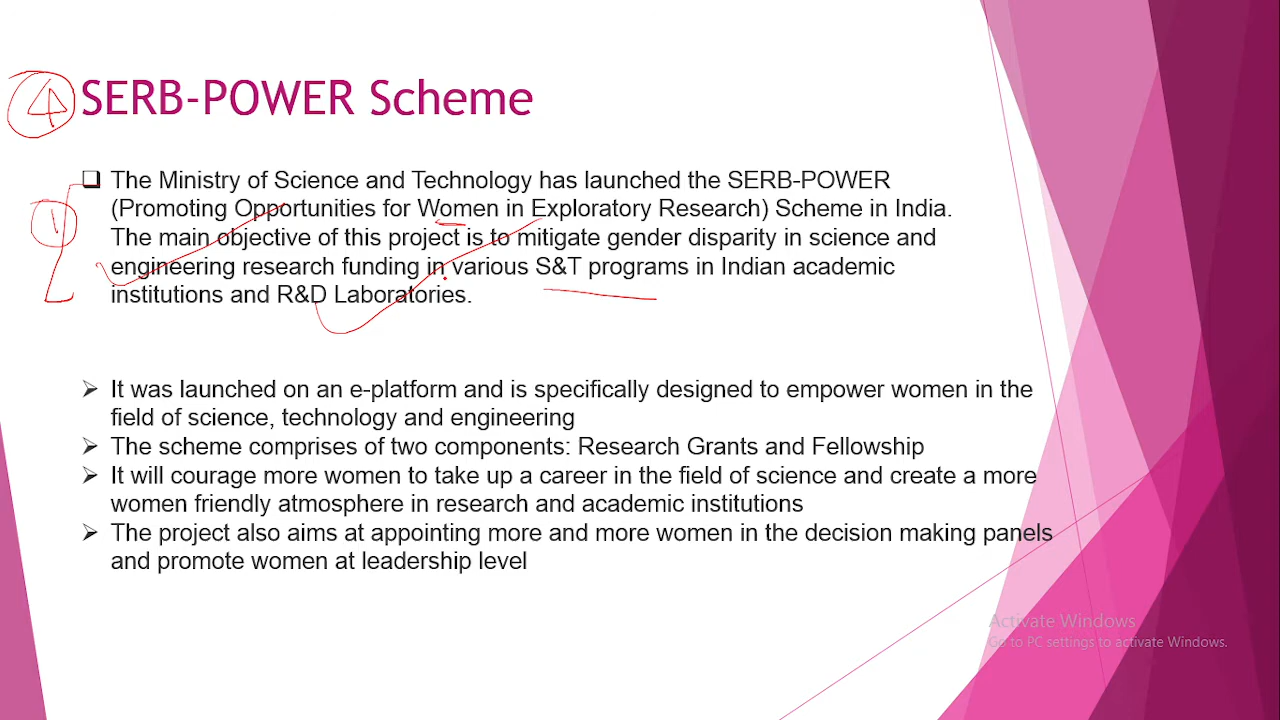 4 SERB-POWER Scheme
The Ministry of Science and Technology has launched the SERB-POWER
(Promoting Opportunities for Women in Exploratory Research) Scheme in India.
1
The main objective of this project is to mitigate gender disparity in science and
engineering research funding in various S&T programs in Indian academic
institutions and R&D Laboratories.
It was launched on an e-platform and is specifically designed to empower women in the
field of science, technology and engineering
The scheme comprises of two components: Research Grants and Fellowship
It will courage more women to take up a career in the field of science and create a more
women friendly atmosphere in research and academic institutions
The project also aims at appointing more and more women in the decision making panels
and promote women at leadership level
Activate Windows
Go to PC settings to activate Windows.